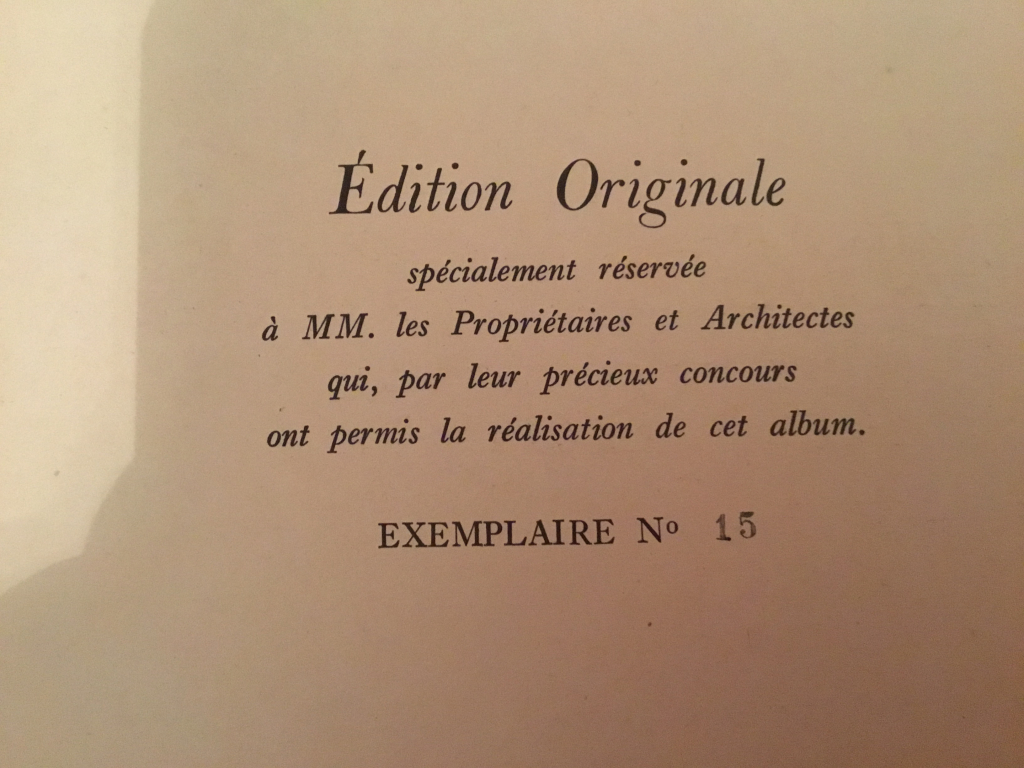 Édition Originale
spécialement réservée
à MM. les Propriétaires et Architectes
qui, par leur précieux concours
ont permis la réalisation de cet album.
EXEMPLAIRE Nº 15